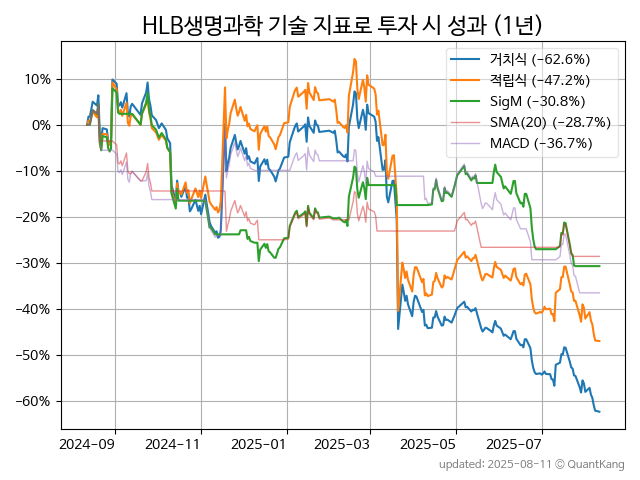 HLB생명과학 기술 지표로 투자 시 성과 (1년)
거치식 (−62.6%)
적립식 (−47.2%)
SigM (−30.8%)
SMA(20) (−28.7%)
MACD (−36.7%)
10%
0%
−10%
−20%
−30%
−40%
−50%
−60%
2024-09 2024-11 2025-01 2025-03 2025-05 2025-07
updated: 2025-08-11 © QuantKang